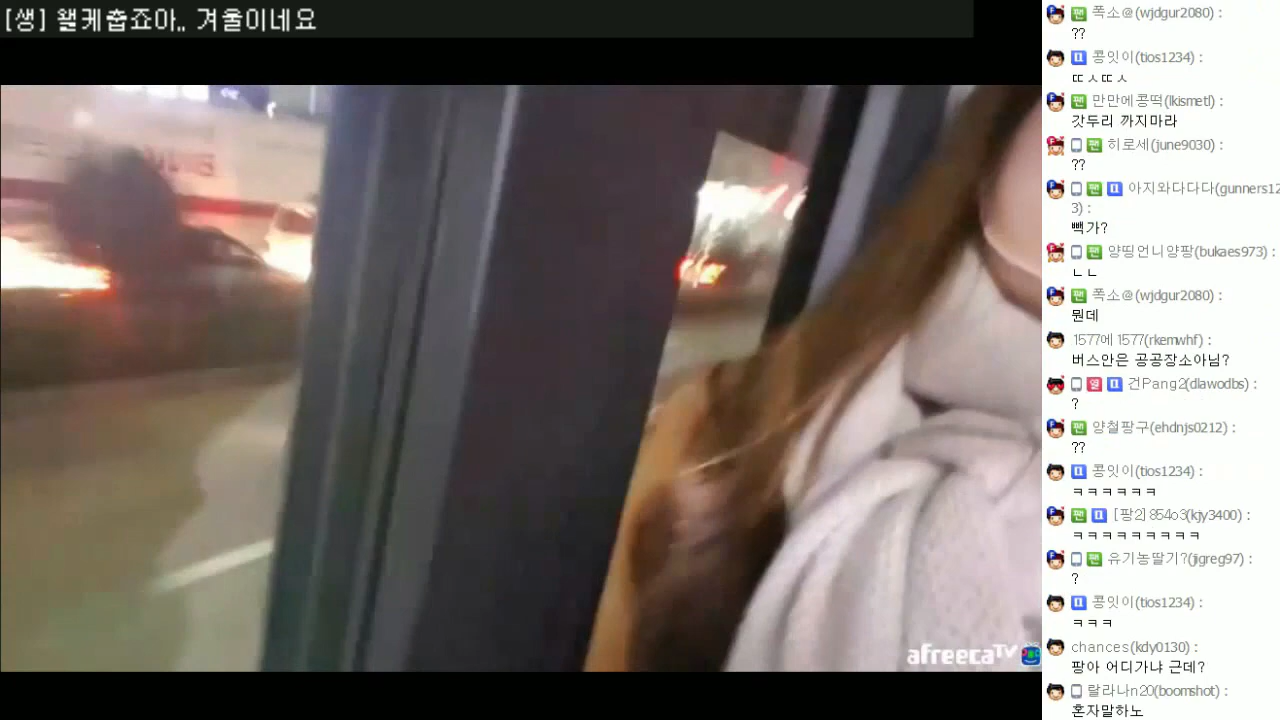 [생] 왤케춥죠아,, 겨울이네요
폭소@(wjdgur2080) :
??
콩잇이(tios1234) :
ㄸㅅㄸㅅ
만만에콩떡(lkismetl) :
갓두리 까지마라
히로세(june9030) :
??
아지와다다다(gunners12
3) :
빽가?
양띵언니양팡(bukaes973) :
ㄴㄴ
폭소@(wjdgur2080) :
뭔데
1577에 1577(rkemwhf) :
버스안은 공공장소아님?
건Pang2(dlawodbs) :
?
양철팡구(ehdnjs0212) :
??
콩잇이(tios1234) :
ㅋㅋㅋㅋㅋㅋ
[팡2] 854o3(kjy3400) :
ㅋㅋㅋㅋㅋㅋㅋㅋㅋ
유기농딸기?(jigreg97) :
?
콩잇이(tios1234) :
ㅋㅋㅋ
chances(kdy0130) :
팡아 어디가냐 근데?
랄라나n20(boomshot) :
혼자말하노
afreecaTV